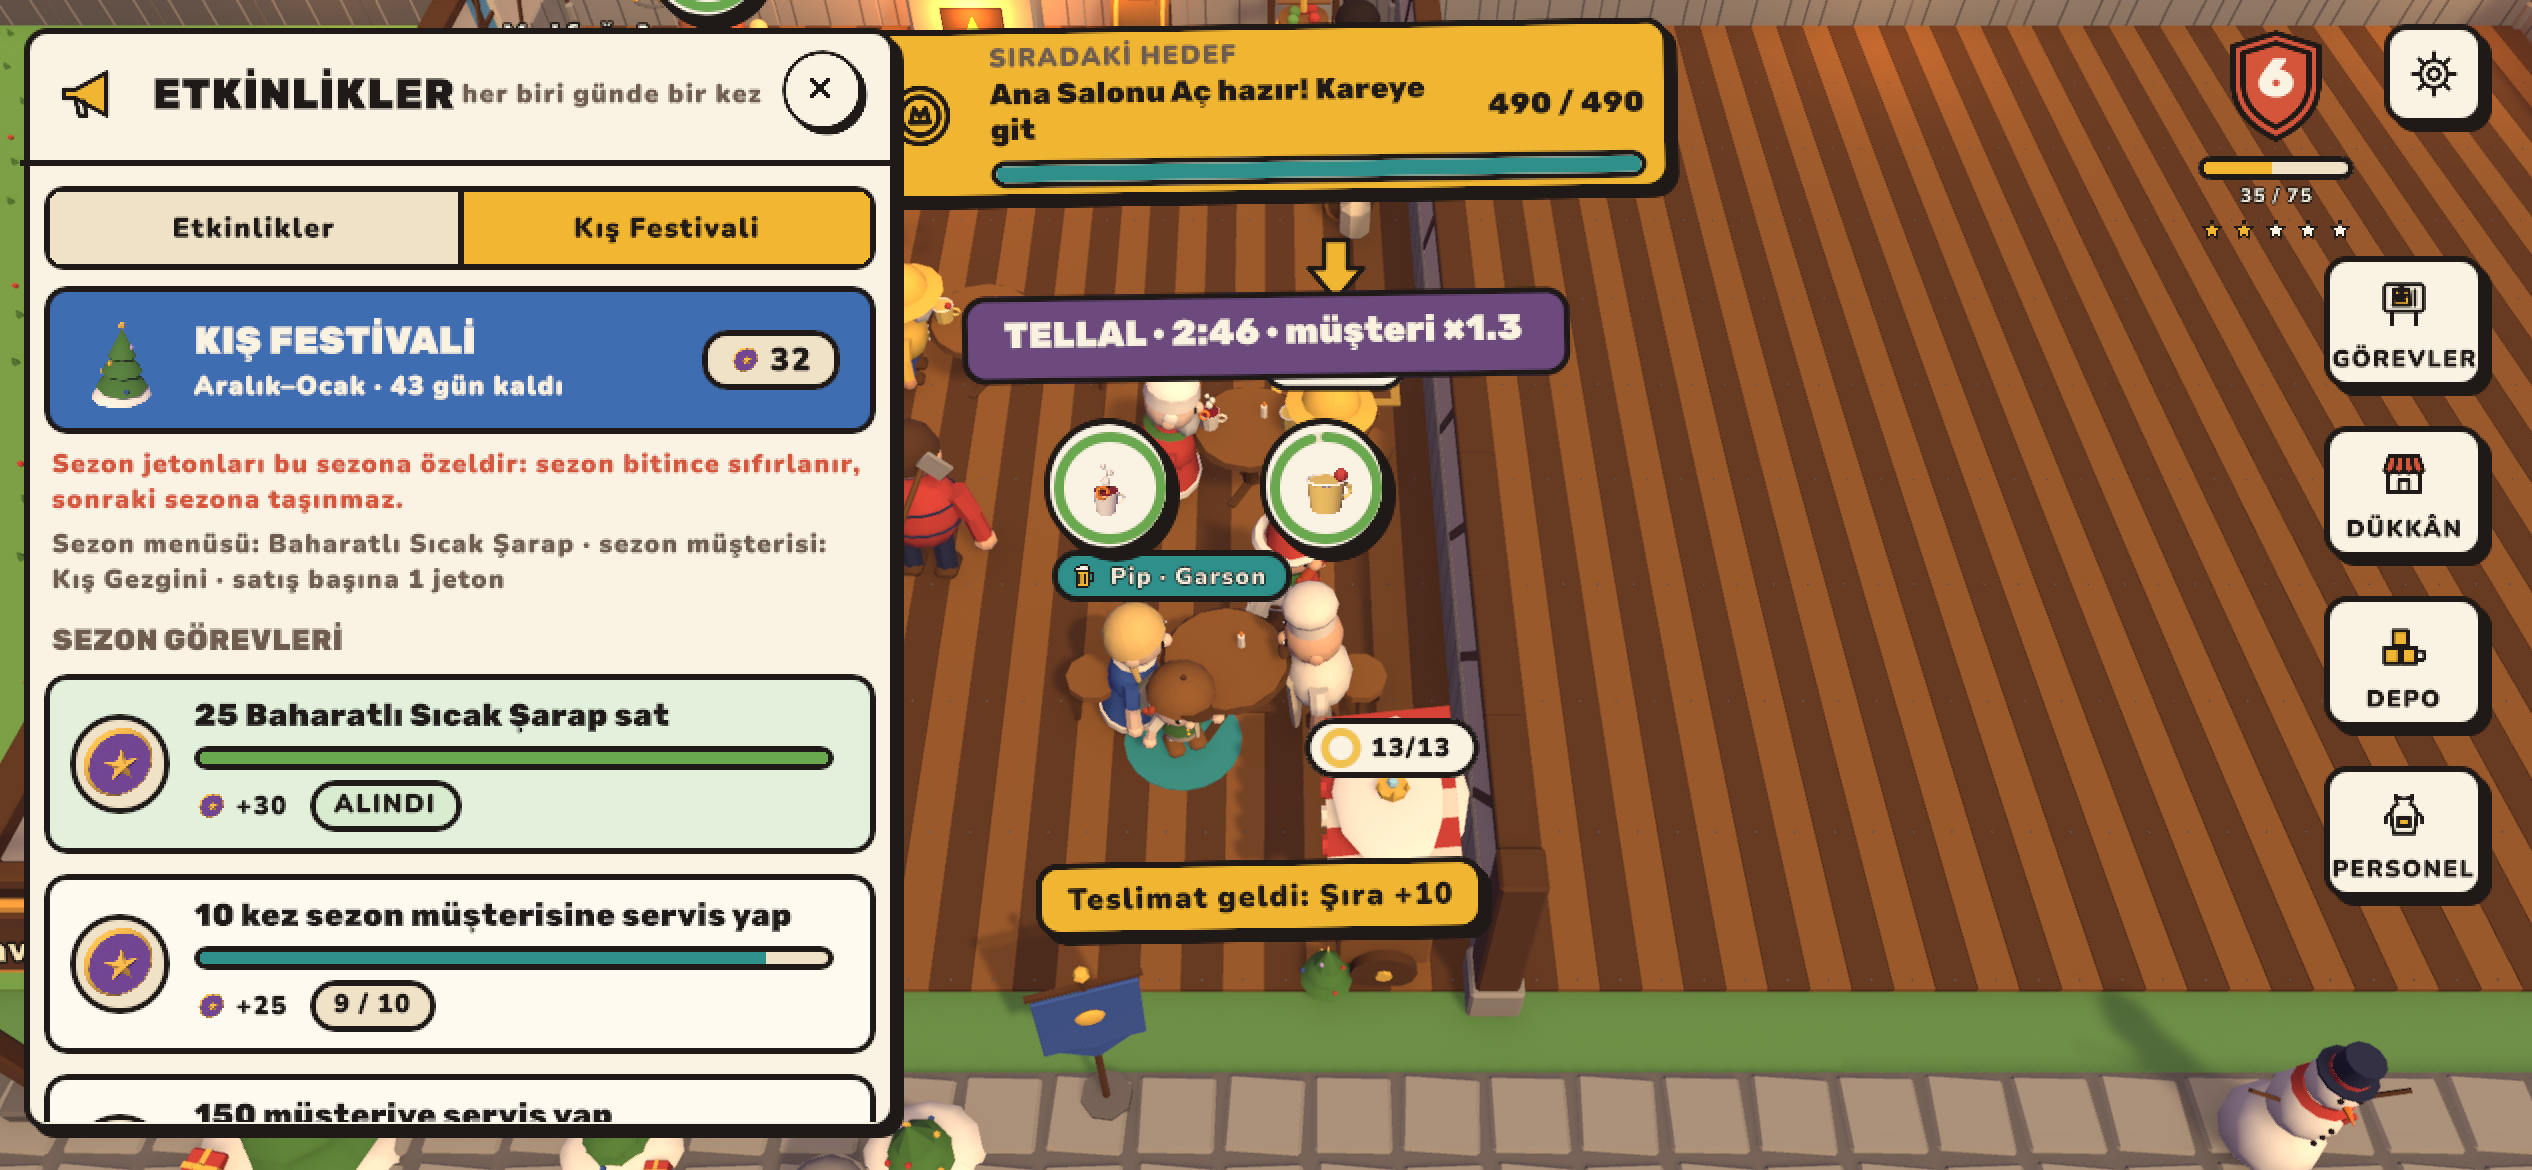 ETKİNLİKLER her biri günde bir kez
Etkinlikler
Kış Festivali
KIŞ FESTİVALİ
Aralık–Ocak · 43 gün kaldı
32
Sezon jetonları bu sezona özeldir: sezon bitince sıfırlanır,
sonraki sezona taşınmaz.
Sezon menüsü: Baharatlı Sıcak Şarap · sezon müşterisi:
Kış Gezgini · satış başına 1 jeton
SEZON GÖREVLERİ
25 Baharatlı Sıcak Şarap sat
+30 ALINDI
10 kez sezon müşterisine servis yap
+25 9 / 10
150 müşteriye servis yap
SIRADAKİ HEDEF
Ana Salonu Aç hazır! Kareye
git
490 / 490
TELLAL · 2:46 · müşteri ×1.3
Pip · Garson
13/13
Teslimat geldi: Şıra +10
6
35 / 75
GÖREVLER
DÜKKÂN
DEPO
PERSONEL